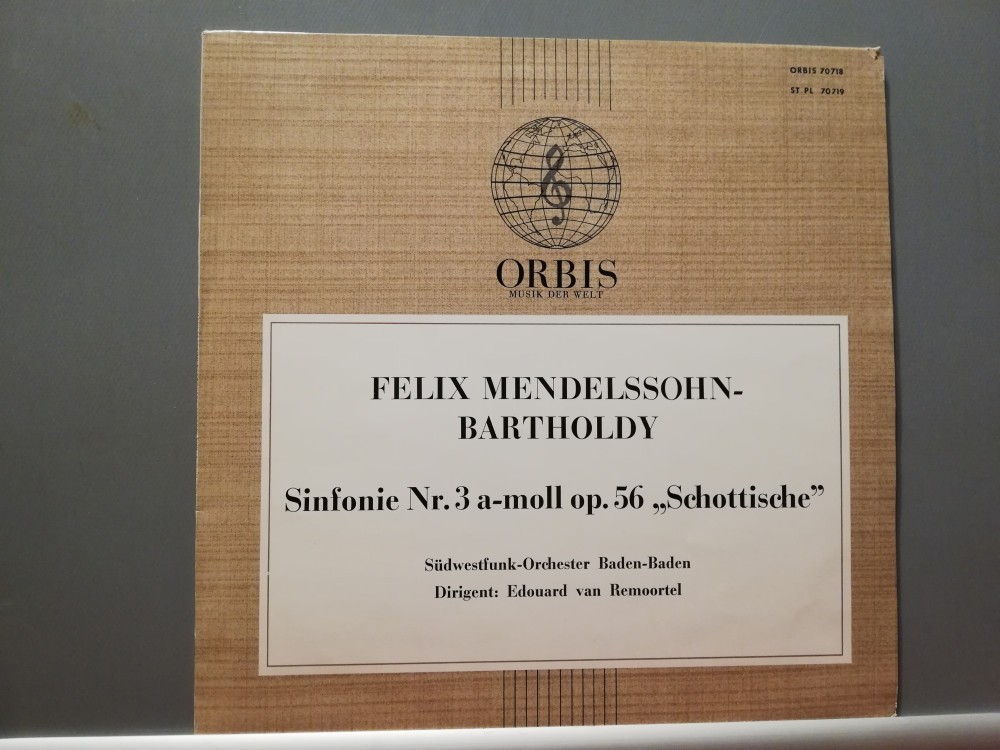 ORBIS 70718
ST PL 70719
ORBIS
MUSIK DER WELT
FELIX MENDELSSOHN-
BARTHOLDY
Sinfonie Nr. 3 a-moll op. 56 „Schottische”
Südwestfunk-Orchester Baden-Baden
Dirigent: Edouard van Remoortel